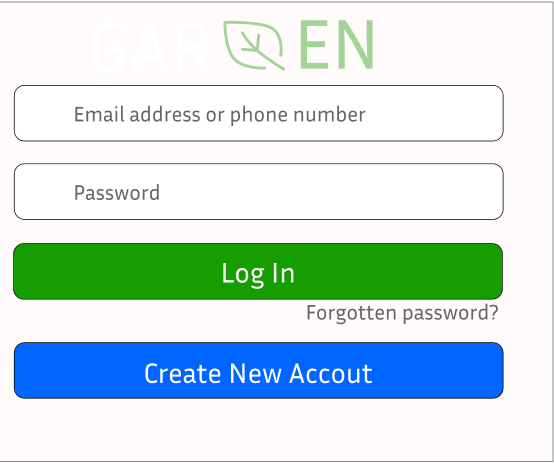 GAR EN
Email address or phone number
Password
Log In
Forgotten password?
Create New Accout